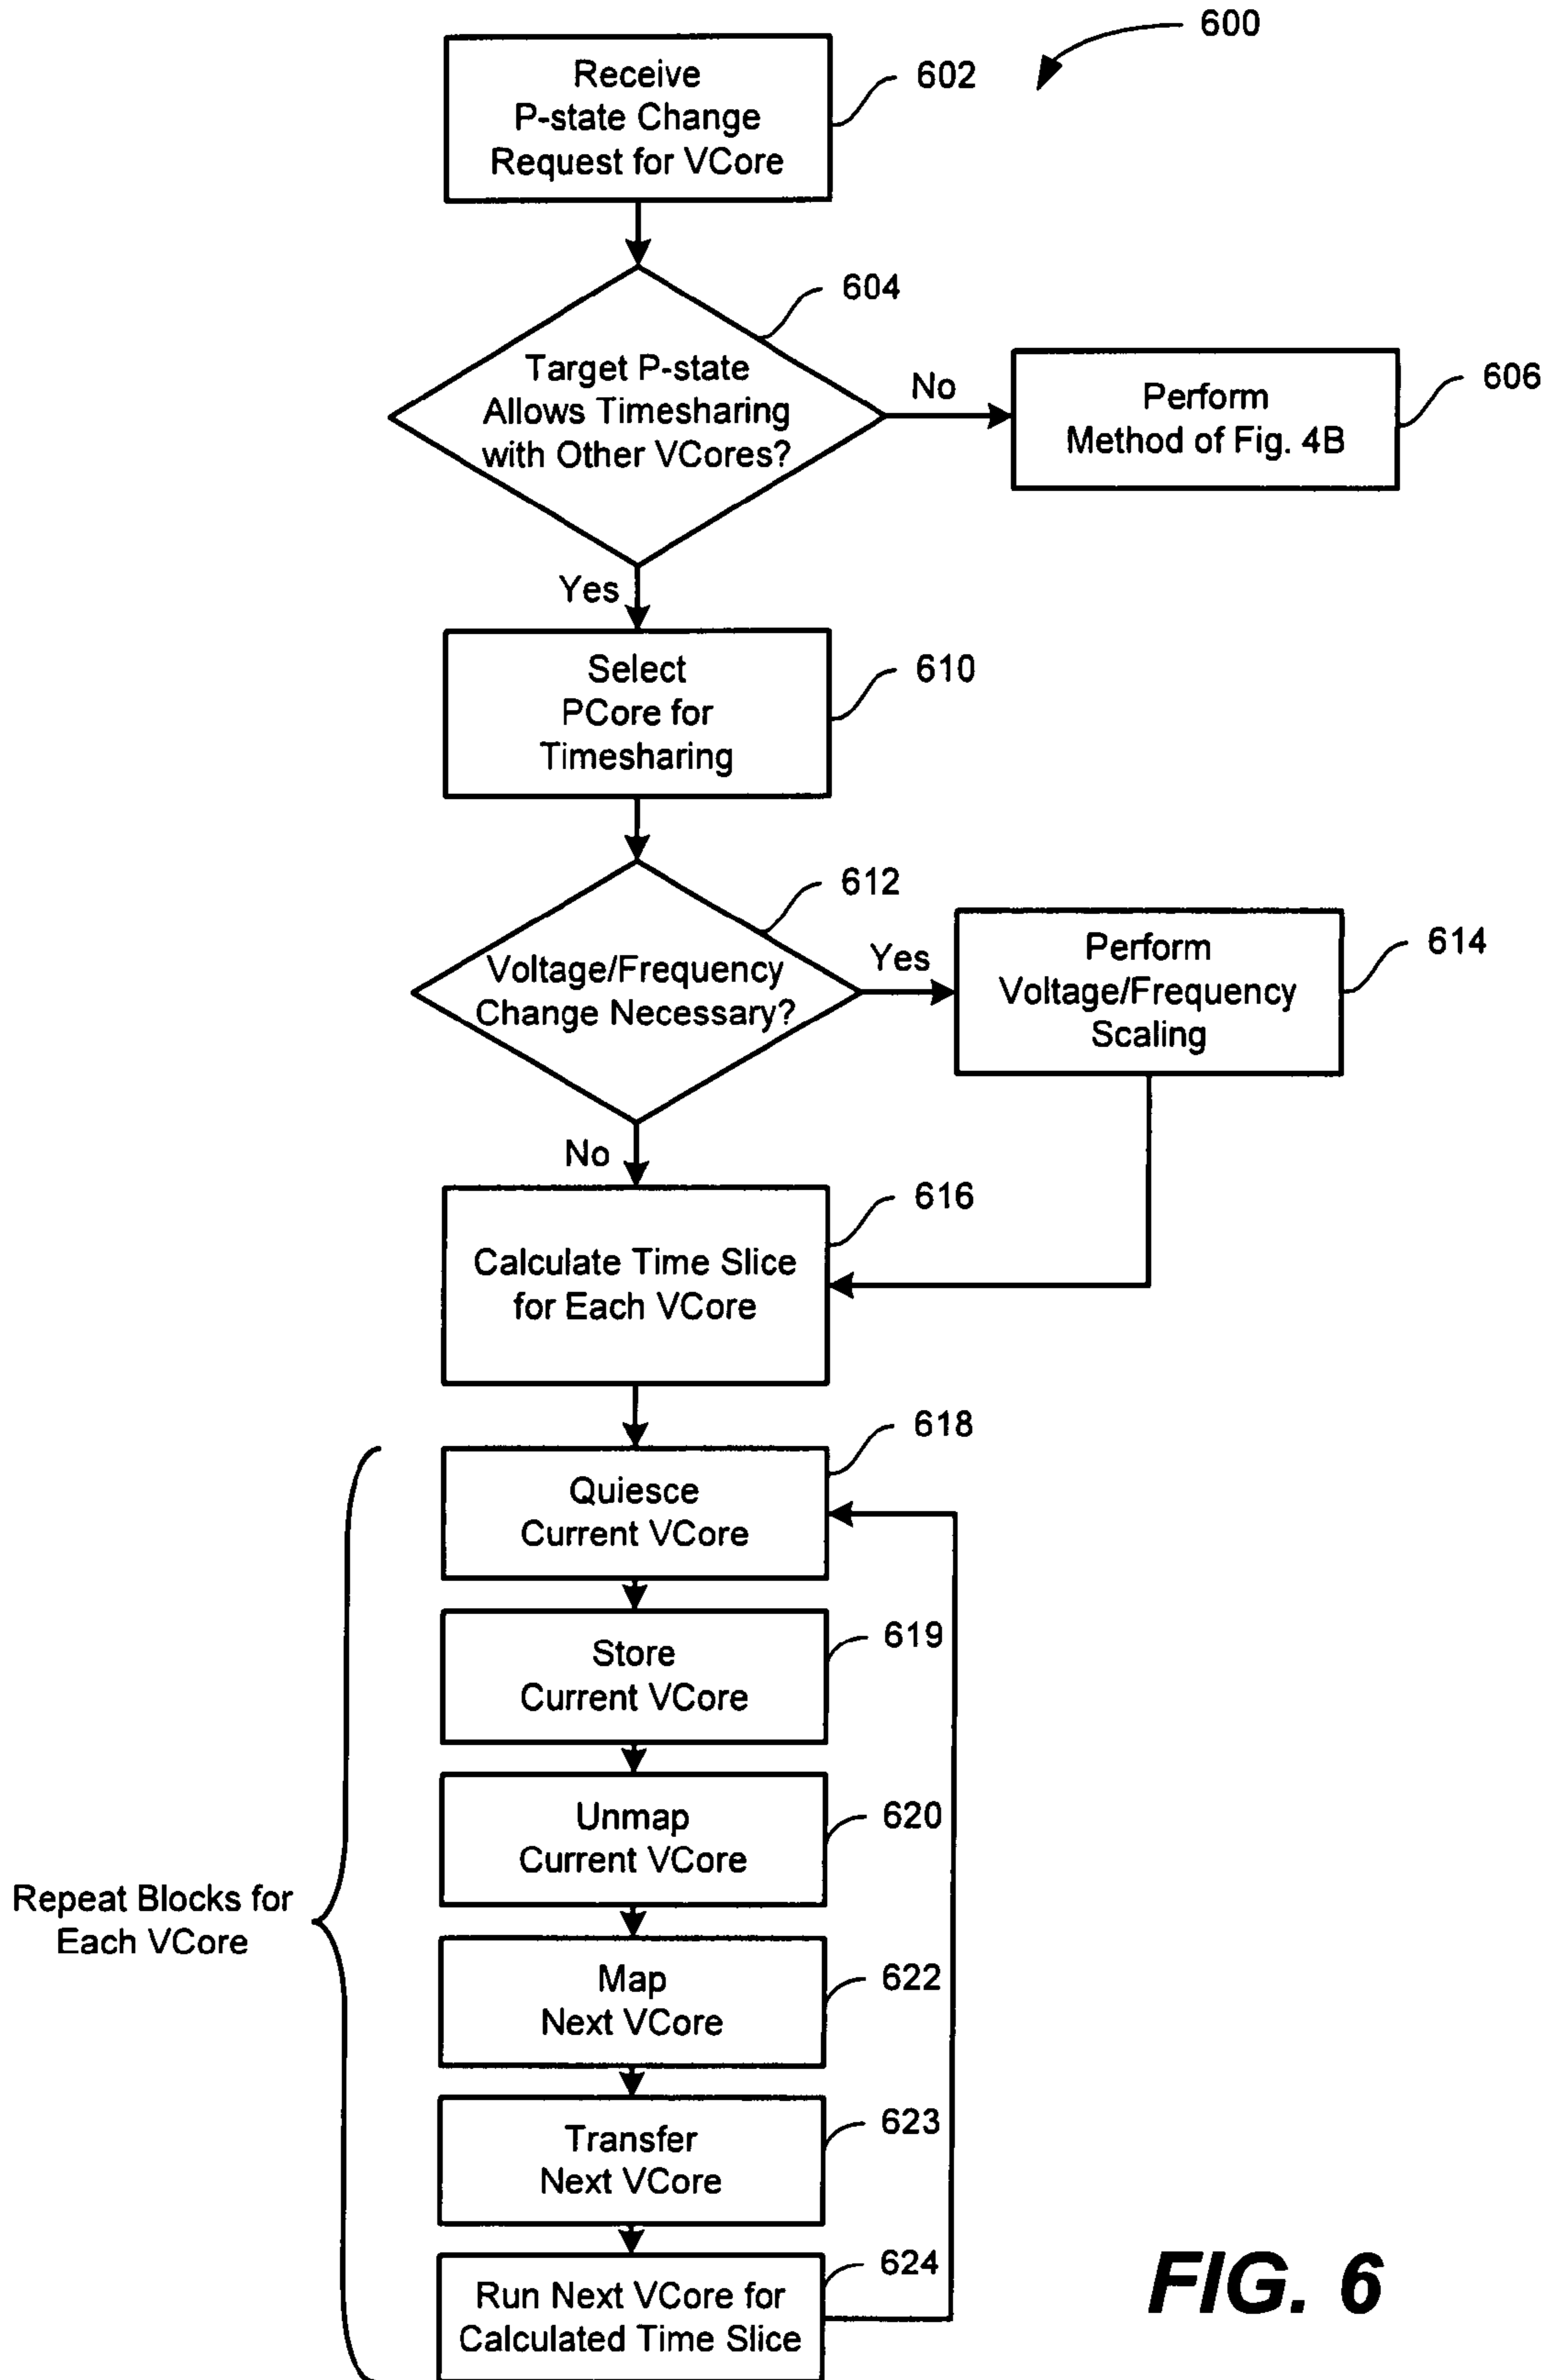 600
Receive
P-state Change
Request for VCore
602
604
Target P-state
Allows Timesharing
with Other VCores?
No
Perform
Method of Fig. 4B
606
Yes
Select
PCore for
Timesharing
610
612
Voltage/Frequency
Change Necessary?
Yes
Perform
Voltage/Frequency
Scaling
614
No
616
Calculate Time Slice
for Each VCore
618
Quiesce
Current VCore
619
Store
Current VCore
620
Unmap
Current VCore
Repeat Blocks for
Each VCore
622
Map
Next VCore
623
Transfer
Next VCore
624
Run Next VCore for
Calculated Time Slice
FIG. 6